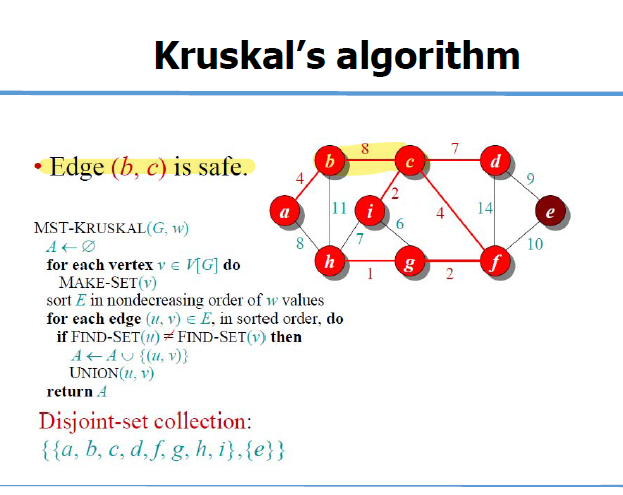 Kruskal's algorithm
• Edge (b, c) is safe.
MST-KRUSKAL(G, w)
A ← ∅
for each vertex v ∈ V[G] do
MAKE-SET(v)
sort E in nondecreasing order of w values
for each edge (u, v) ∈ E, in sorted order, do
if FIND-SET(u) ≠ FIND-SET(v) then
A ← A ∪ {(u, v)}
UNION(u, v)
return A
Disjoint-set collection:
{{a, b, c, d, f, g, h, i},{e}}
8 7
b c d
4 2 9
a 11 i 4 14 e
6
8 7 10
h g f
1 2